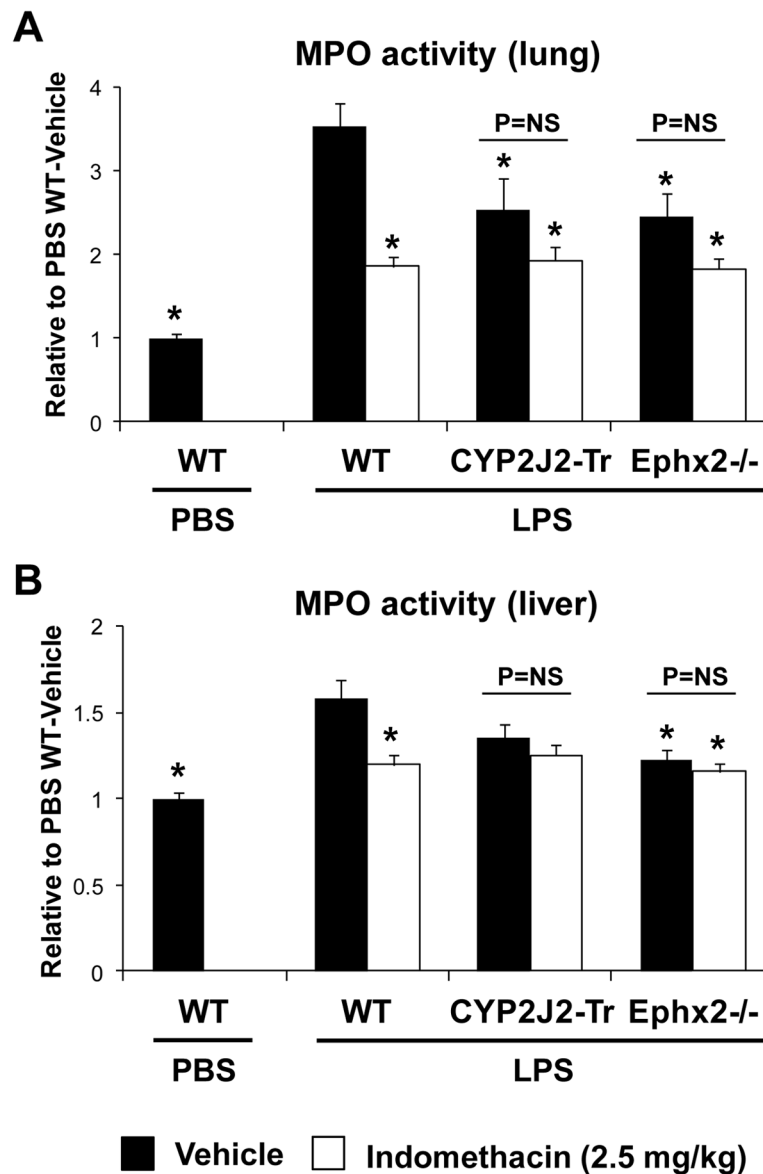 A
MPO activity (lung)
Relative to PBS WT-Vehicle
4
3
2
1
0
P=NS
P=NS
*
*
*
*
*
*
WT
WT
CYP2J2-Tr
Ephx2-/-
PBS
LPS
B
MPO activity (liver)
Relative to PBS WT-Vehicle
2
1.5
1
0.5
0
P=NS
P=NS
*
*
*
*
WT
WT
CYP2J2-Tr
Ephx2-/-
PBS
LPS
Vehicle
Indomethacin (2.5 mg/kg)